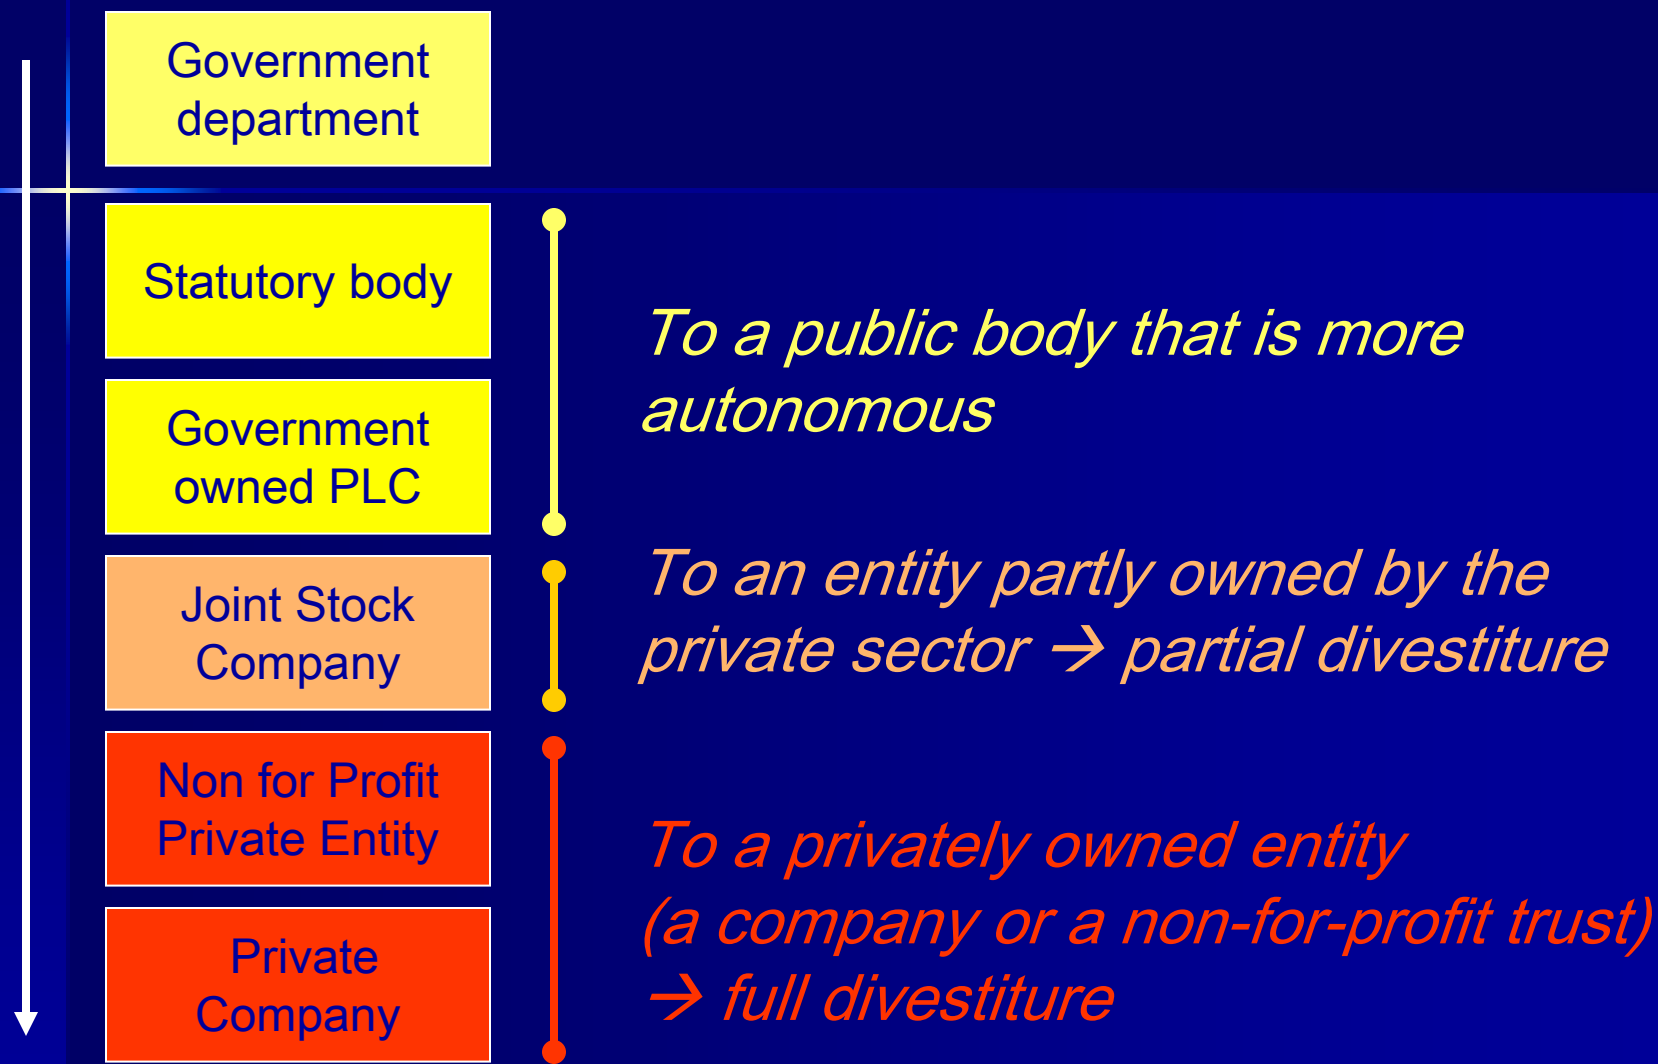 Government
department
Statutory body
Government
owned PLC
To a public body that is more
autonomous
Joint Stock
Company
To an entity partly owned by the
private sector → partial divestiture
Non for Profit
Private Entity
Private
Company
To a privately owned entity
(a company or a non-for-profit trust)
→ full divestiture